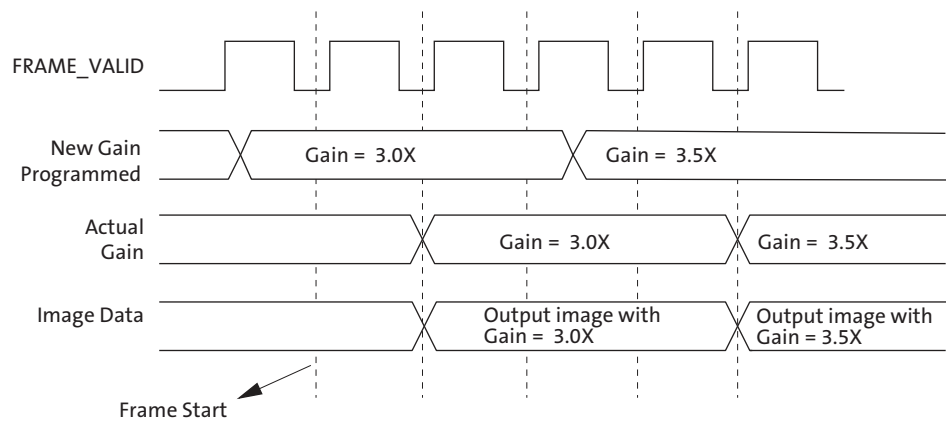 FRAME_VALID
New Gain
Programmed
Gain = 3.0X
Gain = 3.5X
Actual
Gain
Gain = 3.0X
Gain = 3.5X
Image Data
Output image with
Gain = 3.0X
Output image with
Gain = 3.5X
Frame Start